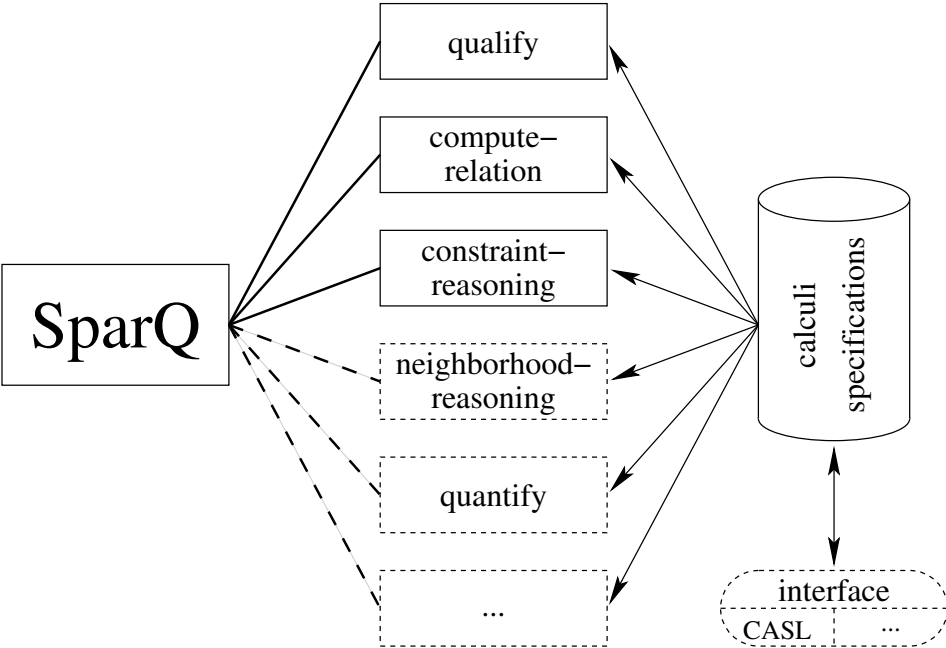 qualify
compute−
relation
constraint−
reasoning
SparQ
neighborhood−
reasoning
quantify
...
calculi
specifications
interface
CASL
...